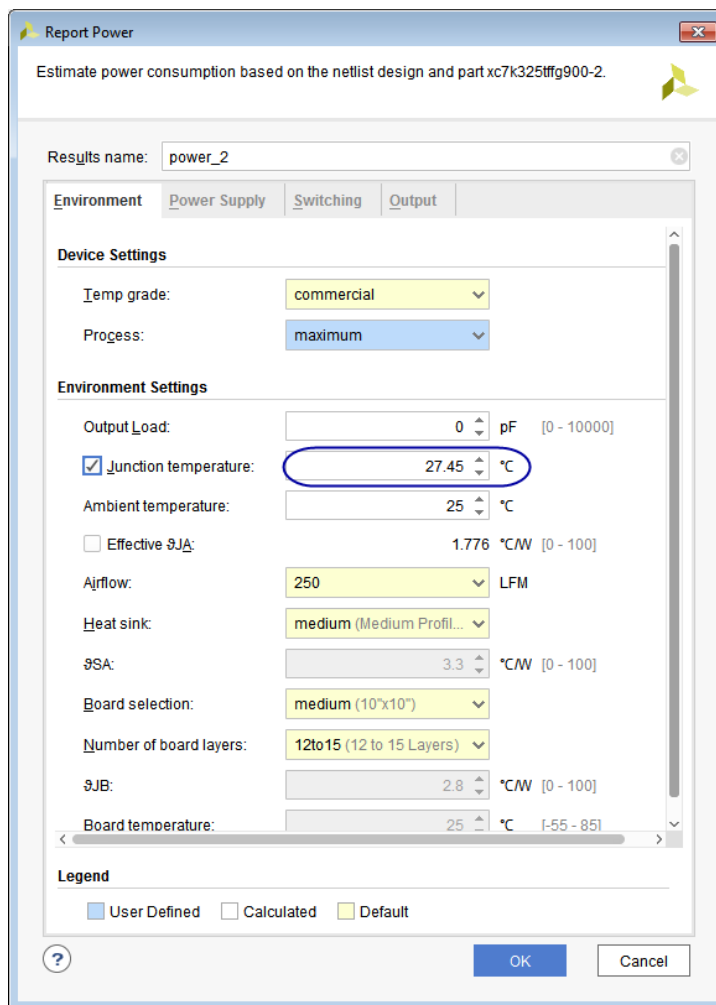 Report Power
Estimate power consumption based on the netlist design and part xc7k325tffg900-2.
Results name: power_2
Environment Power Supply Switching Output
Device Settings
Temp grade: commercial
Process: maximum
Environment Settings
Output Load: 0 pF [0 - 10000]
Junction temperature: 27.45 °C
Ambient temperature: 25 °C
Effective ϑJA: 1.776 °C/W [0 - 100]
Airflow: 250 LFM
Heat sink: medium (Medium Profil...
ϑSA: 3.3 °C/W [0 - 100]
Board selection: medium (10"x10")
Number of board layers: 12to15 (12 to 15 Layers)
ϑJB: 2.8 °C/W [0 - 100]
Board temperature: 25 °C [-55 - 85]
Legend
User Defined Calculated Default
?
OK Cancel